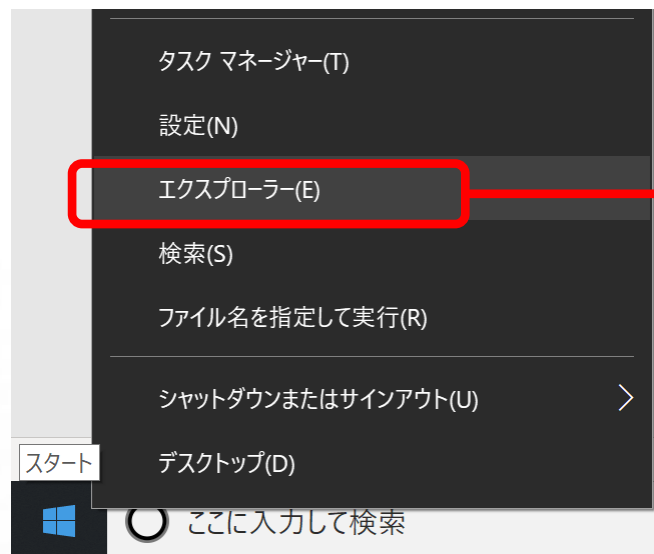 タスク マネージャー(T)
設定(N)
エクスプローラー(E)
検索(S)
ファイル名を指定して実行(R)
シャットダウンまたはサインアウト(U)
スタート
デスクトップ(D)
ここに入力して検索